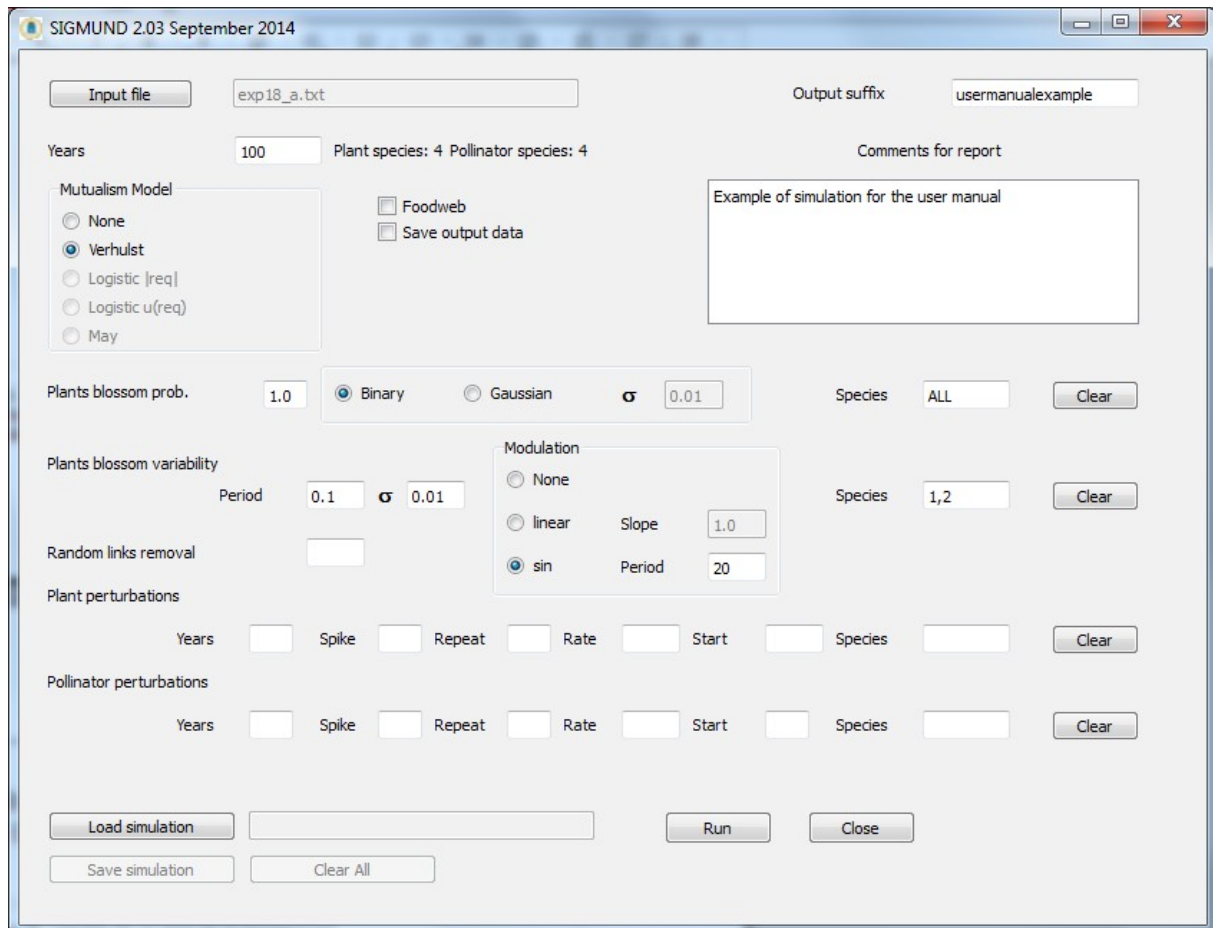 SIGMUND 2.03 September 2014
Input file exp18_a.txt Output suffix usermanualexample
Years 100 Plant species: 4 Pollinator species: 4 Comments for report
Mutualism Model
None
Verhulst
Logistic |req|
Logistic u(req)
May
Foodweb
Save output data
Example of simulation for the user manual
Plants blossom prob. 1.0 Binary Gaussian σ 0.01 Species ALL Clear
Plants blossom variability
Period 0.1 σ 0.01
Modulation
None
linear Slope 1.0
sin Period 20
Species 1,2 Clear
Random links removal
Plant perturbations
Years Spike Repeat Rate Start Species Clear
Pollinator perturbations
Years Spike Repeat Rate Start Species Clear
Load simulation Run Close
Save simulation Clear All